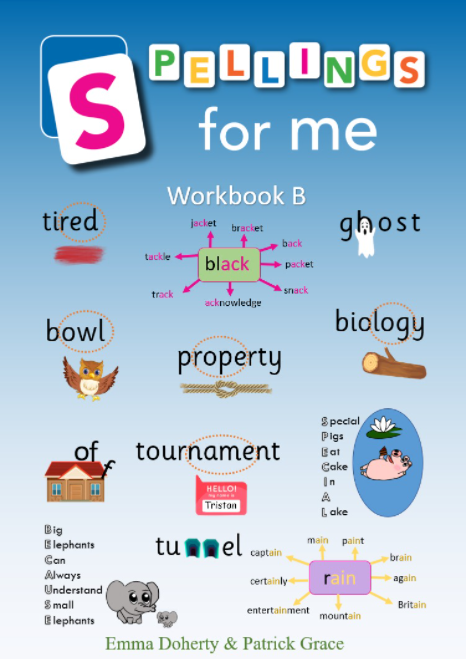 SPELLINGS
for me
S
Workbook B
tired
jacket
bracket
back
tackle
black
packet
track
snack
acknowledge
ghost
bowl
property
biology
of f
tournament
HELLO!
Tristan
Special
Pigs
Eat
Cake
In
A
Lake
Big
Elephants
Can
Always
Understand
Small
Elephants
tunnel
main
paint
captain
brain
certainly
rain
again
entertainment
mountain
Britain
Emma Doherty & Patrick Grace